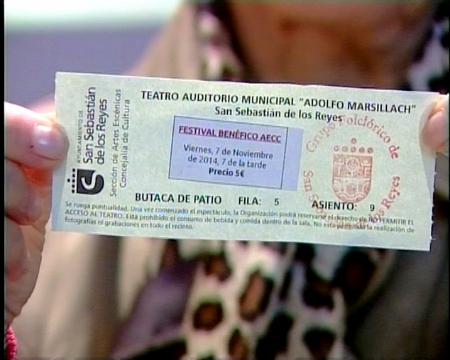 AYUNTAMIENTO DE
San Sebastián
de los Reyes
Sección de Artes Escénicas
Concejalía de Cultura
TEATRO AUDITORIO MUNICIPAL "ADOLFO MARSILLACH"
San Sebastián de los Reyes
FESTIVAL BENÉFICO AECC
Viernes, 7 de Noviembre
de 2014, 7 de la tarde
Precio 5€
Grupo Folclórico de
San Sebastián de los Reyes
BUTACA DE PATIO FILA: 5 ASIENTO: 9
Se ruega puntualidad. Una vez comenzado el espectáculo, la Organización podrá reservarse el derecho de NO PERMITIR EL
ACCESO AL TEATRO. Está prohibido el consumo de bebida y comida dentro de la sala. No está permitida la realización de
fotografías ni grabaciones en todo el recinto.